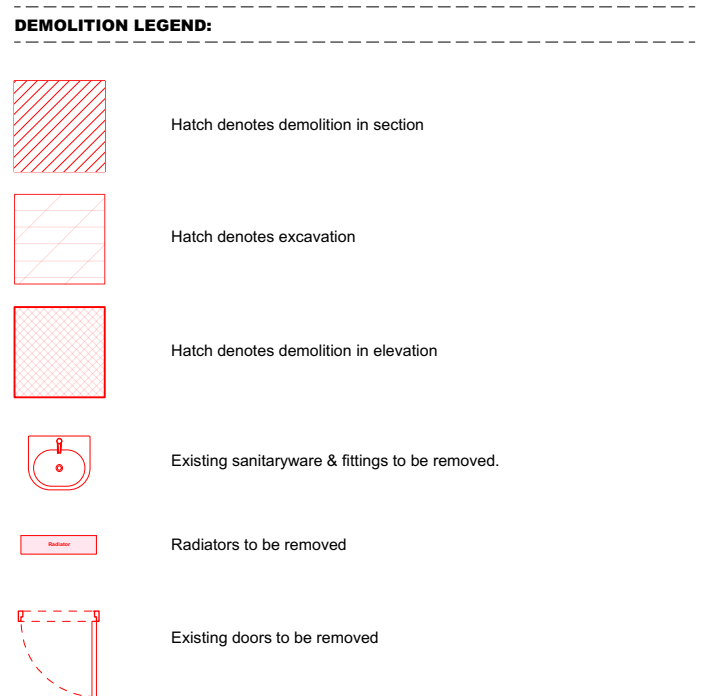 DEMOLITION LEGEND:
Hatch denotes demolition in section
Hatch denotes excavation
Hatch denotes demolition in elevation
Existing sanitaryware & fittings to be removed.
Radiator
Radiators to be removed
Existing doors to be removed